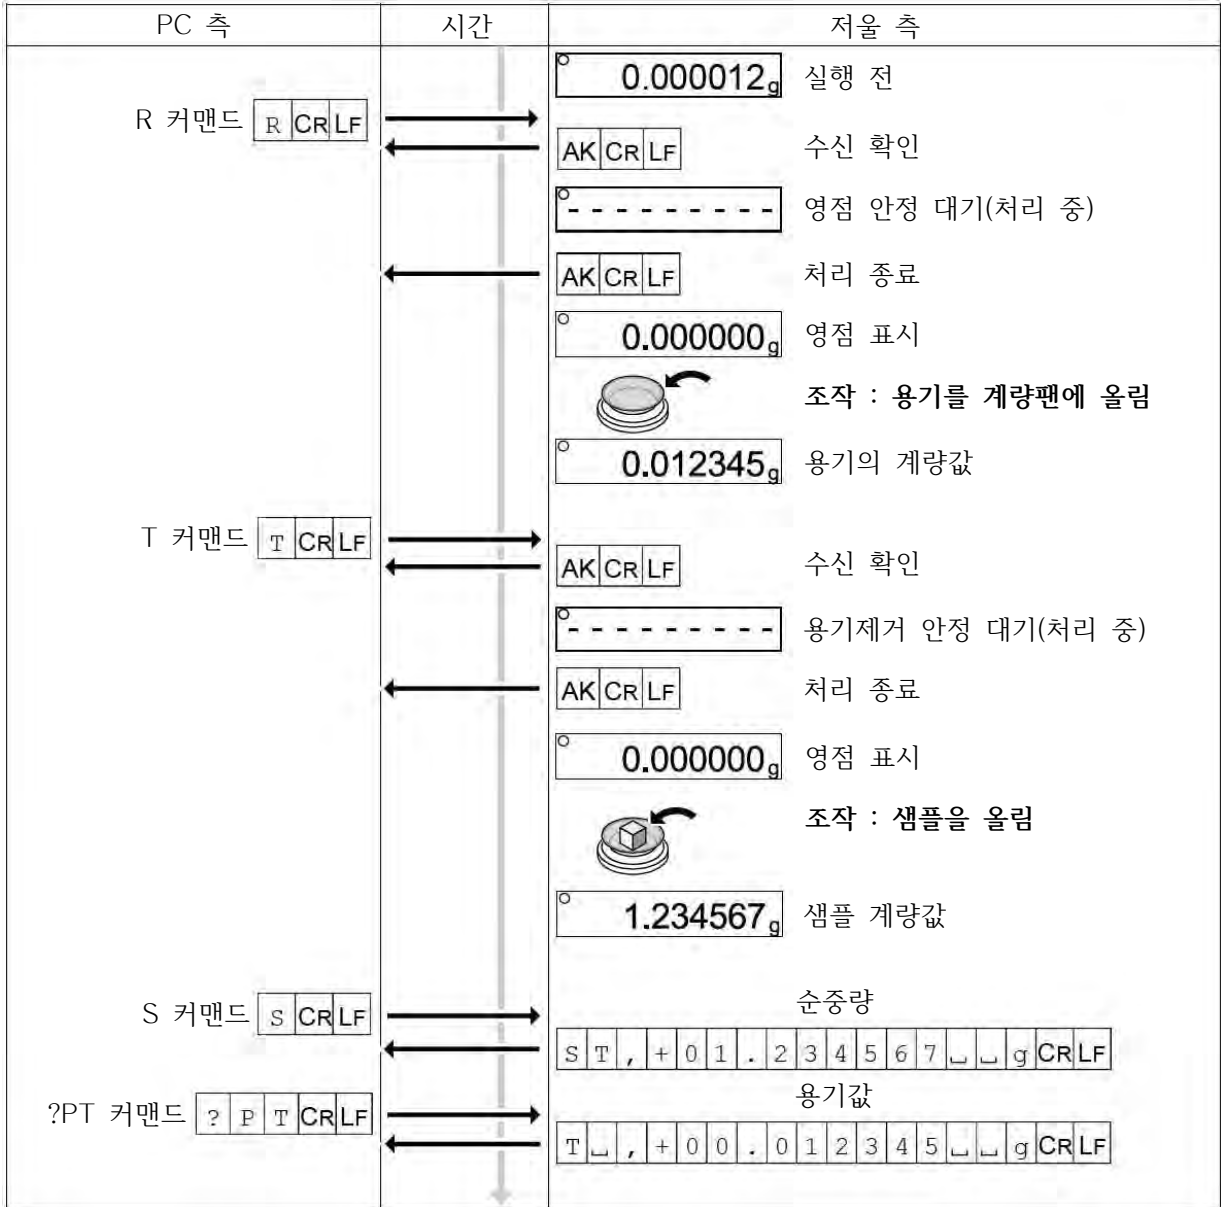 PC 측 시간 저울 측
0.000012g 실행 전
R 커맨드 R CR LF
AK CR LF 수신 확인
- - - - - - - - - 영점 안정 대기(처리 중)
AK CR LF 처리 종료
0.000000g 영점 표시
조작 : 용기를 계량팬에 올림
0.012345g 용기의 계량값
T 커맨드 T CR LF
AK CR LF 수신 확인
- - - - - - - - - 용기제거 안정 대기(처리 중)
AK CR LF 처리 종료
0.000000g 영점 표시
조작 : 샘플을 올림
1.234567g 샘플 계량값
순중량
S 커맨드 S CR LF
S T , + 0 1 . 2 3 4 5 6 7 ␣ ␣ g CR LF
용기값
?PT 커맨드 ? P T CR LF
T ␣ , + 0 0 . 0 1 2 3 4 5 ␣ ␣ g CR LF